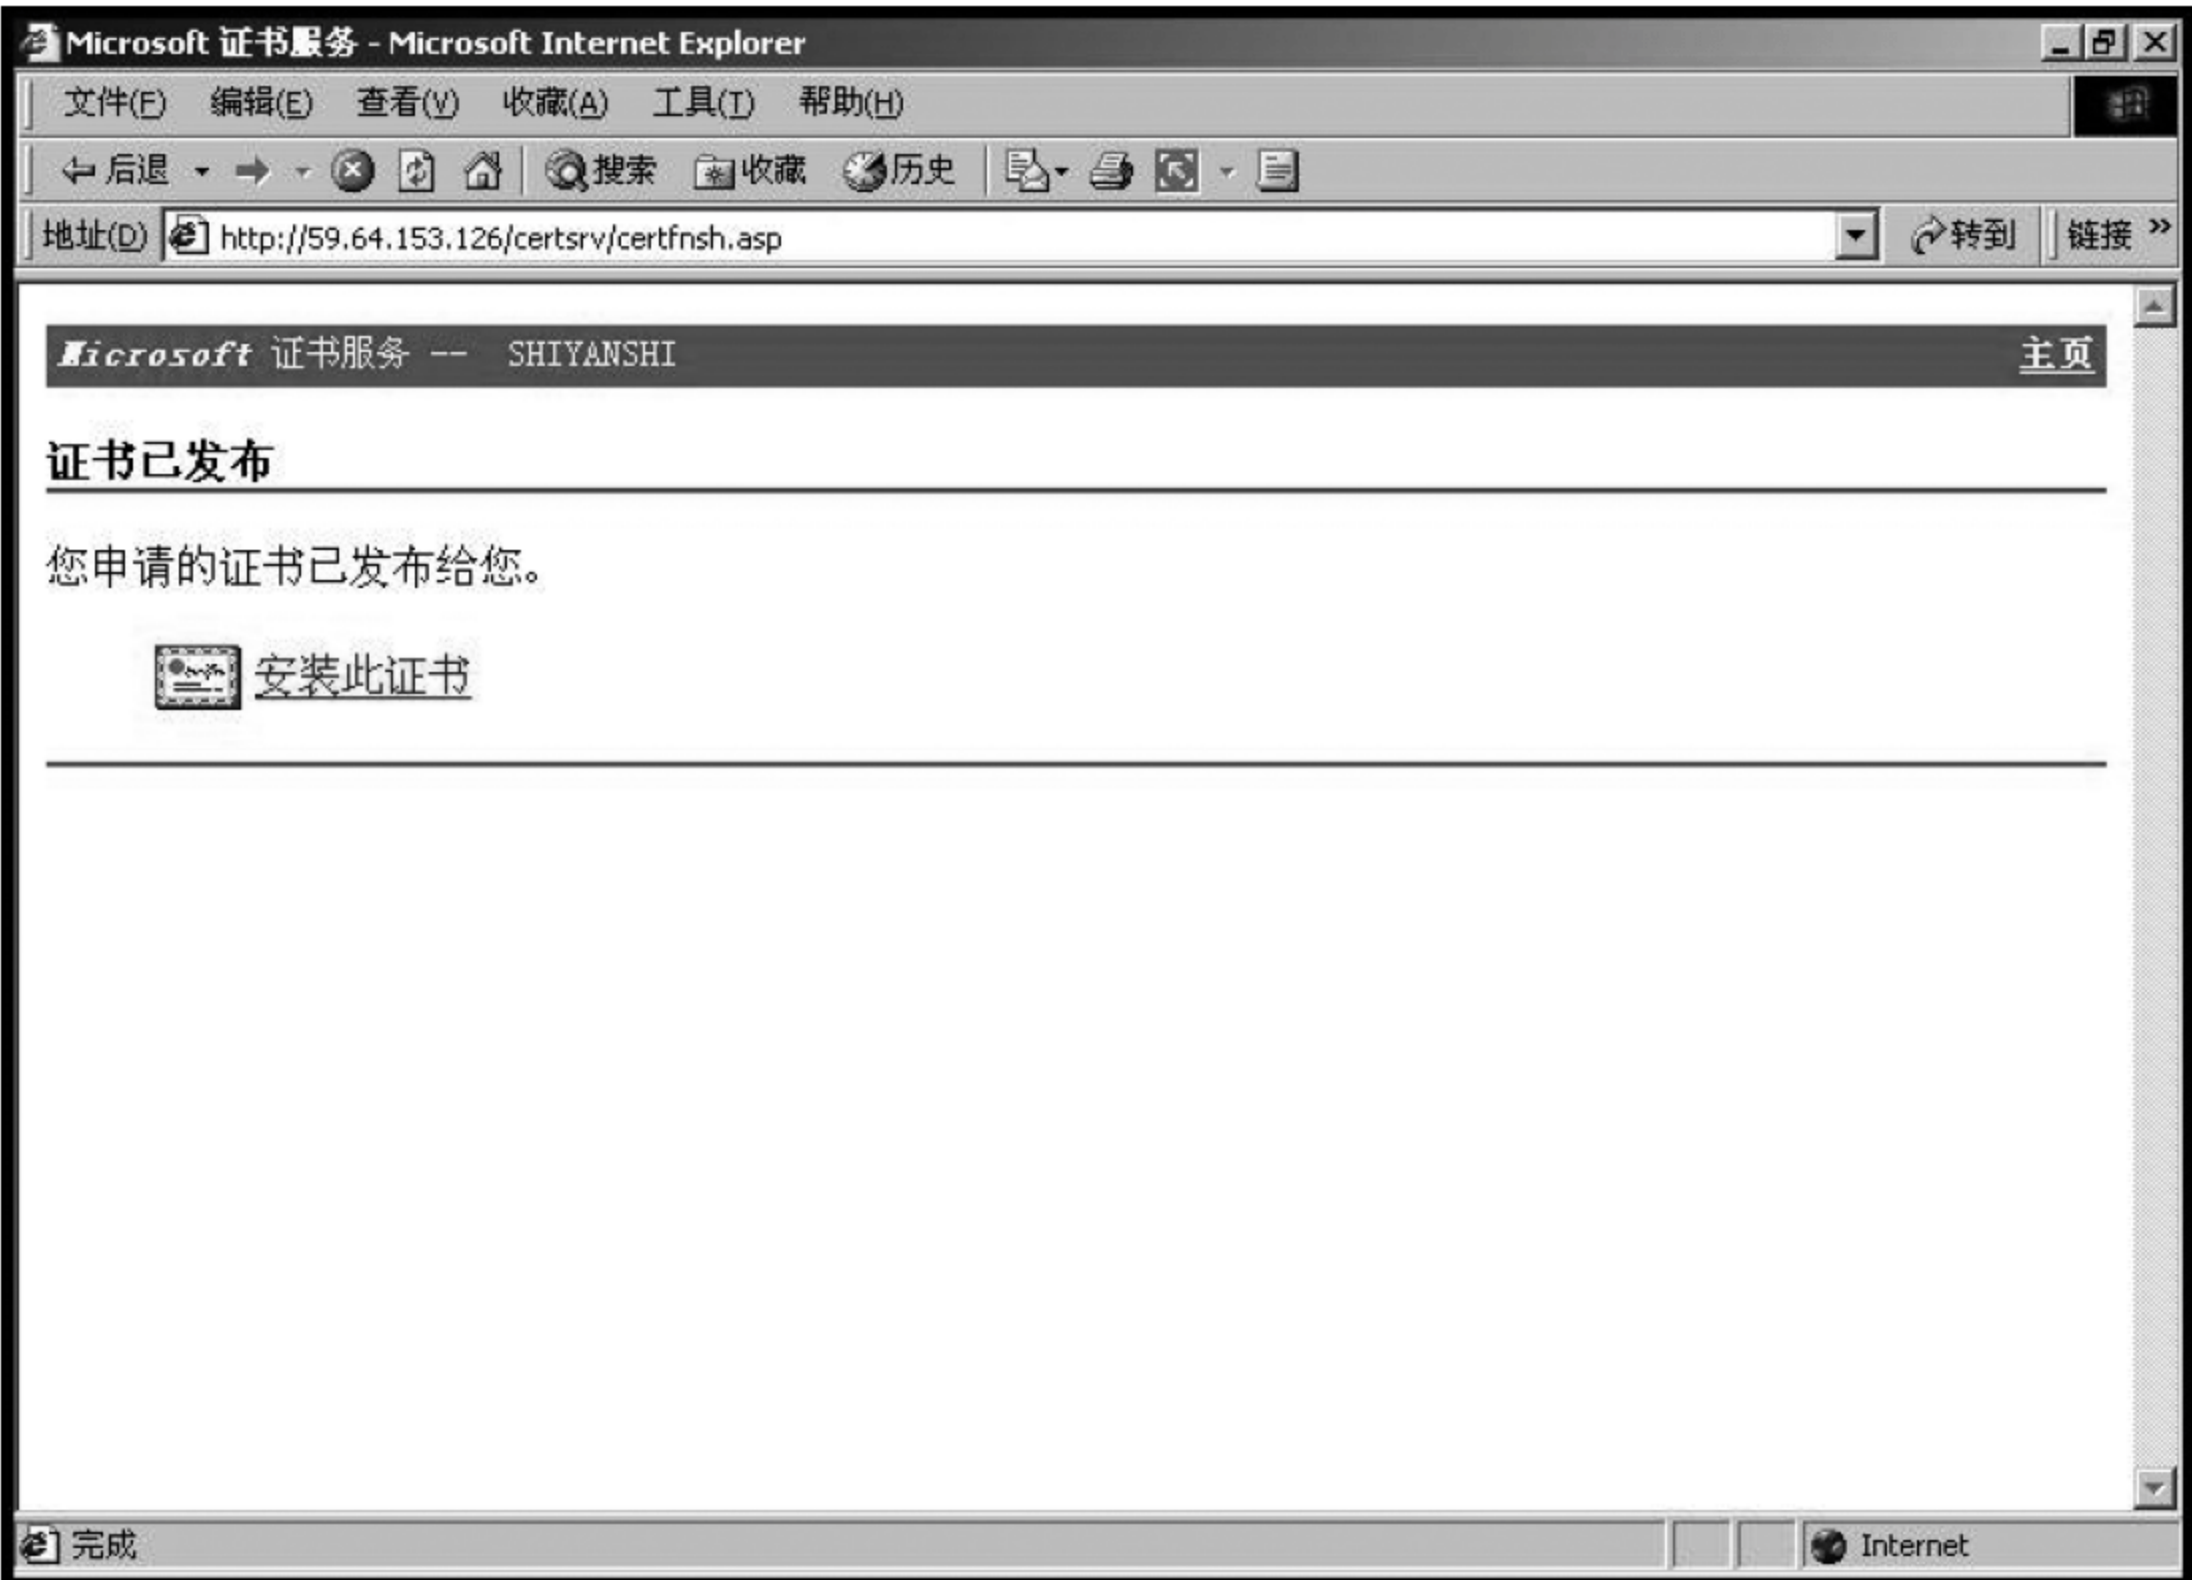 Microsoft 证书服务 - Microsoft Internet Explorer
文件(F) 编辑(E) 查看(V) 收藏(A) 工具(T) 帮助(H)
后退 搜索 收藏 历史
地址(D) http://59.64.153.126/certsrv/certfnsh.asp 转到 链接 »
Microsoft 证书服务 -- SHIYANSHI 主页
证书已发布
您申请的证书已发布给您。
安装此证书
完成 Internet